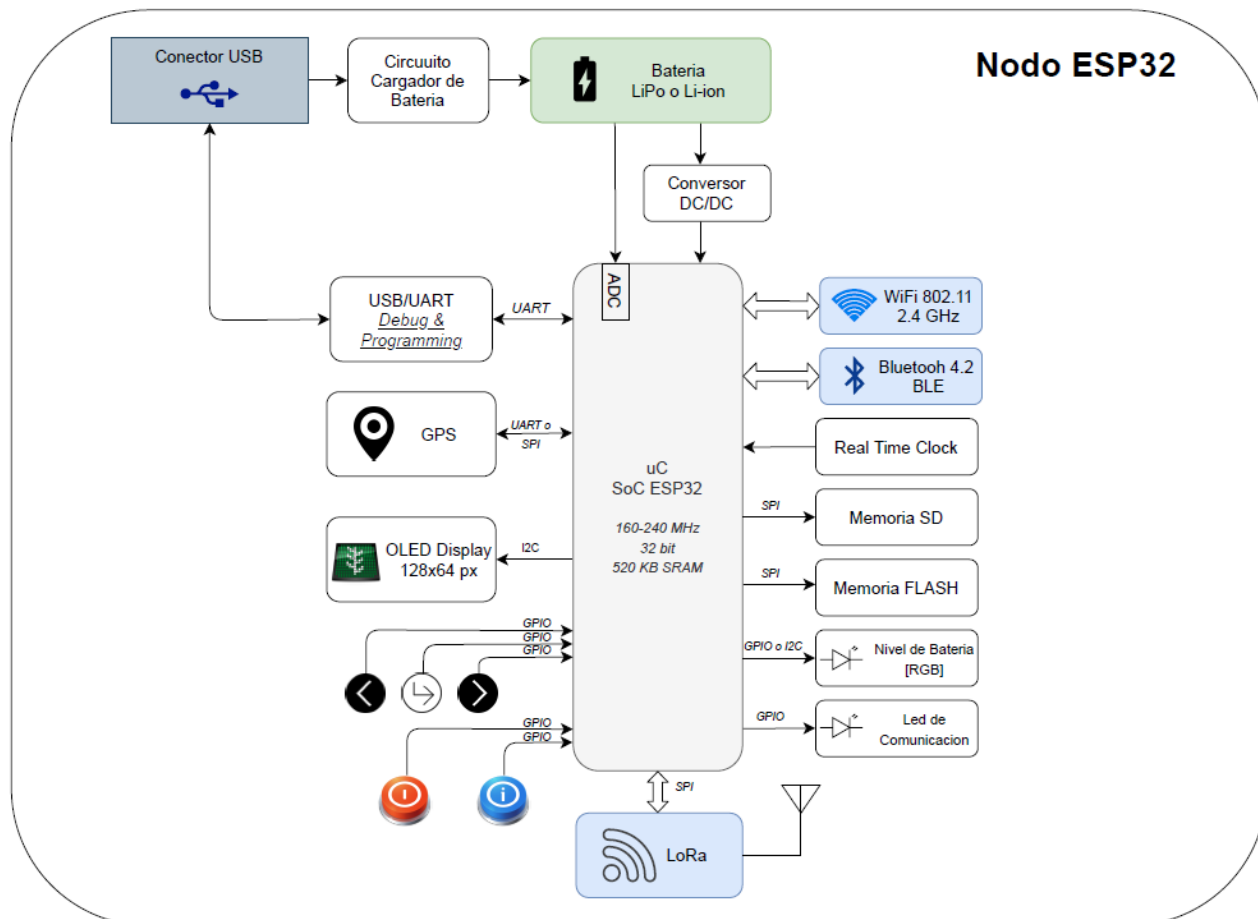 Nodo ESP32
Conector USB
Circuuito
Cargador de
Bateria
Bateria
LiPo o Li-ion
Conversor
DC/DC
ADC
USB/UART
Debug &
Programming
UART
WiFi 802.11
2.4 GHz
Bluetooh 4.2
BLE
GPS
UART o
SPI
Real Time Clock
uC
SoC ESP32
160-240 MHz
32 bit
520 KB SRAM
SPI
Memoria SD
OLED Display
128x64 px
I2C
SPI
Memoria FLASH
GPIO
GPIO
GPIO
GPIO o I2C
Nivel de Bateria
[RGB]
GPIO
GPIO
GPIO
Led de
Comunicacion
SPI
LoRa